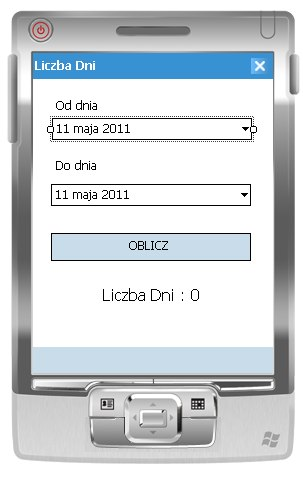 Liczba Dni
Od dnia
11 maja 2011
Do dnia
11 maja 2011
OBLICZ
Liczba Dni : 0